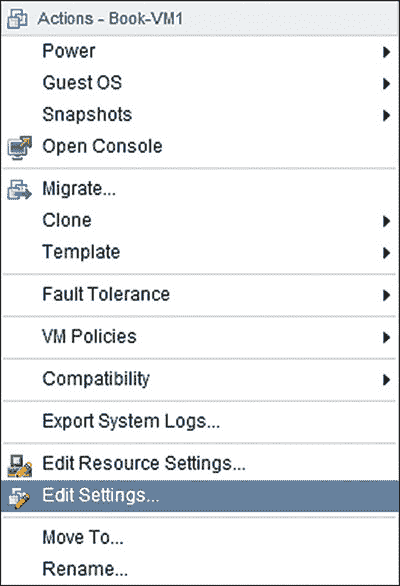 Actions - Book-VM1
Power
Guest OS
Snapshots
Open Console
Migrate...
Clone
Template
Fault Tolerance
VM Policies
Compatibility
Export System Logs...
Edit Resource Settings...
Edit Settings...
Move To...
Rename...